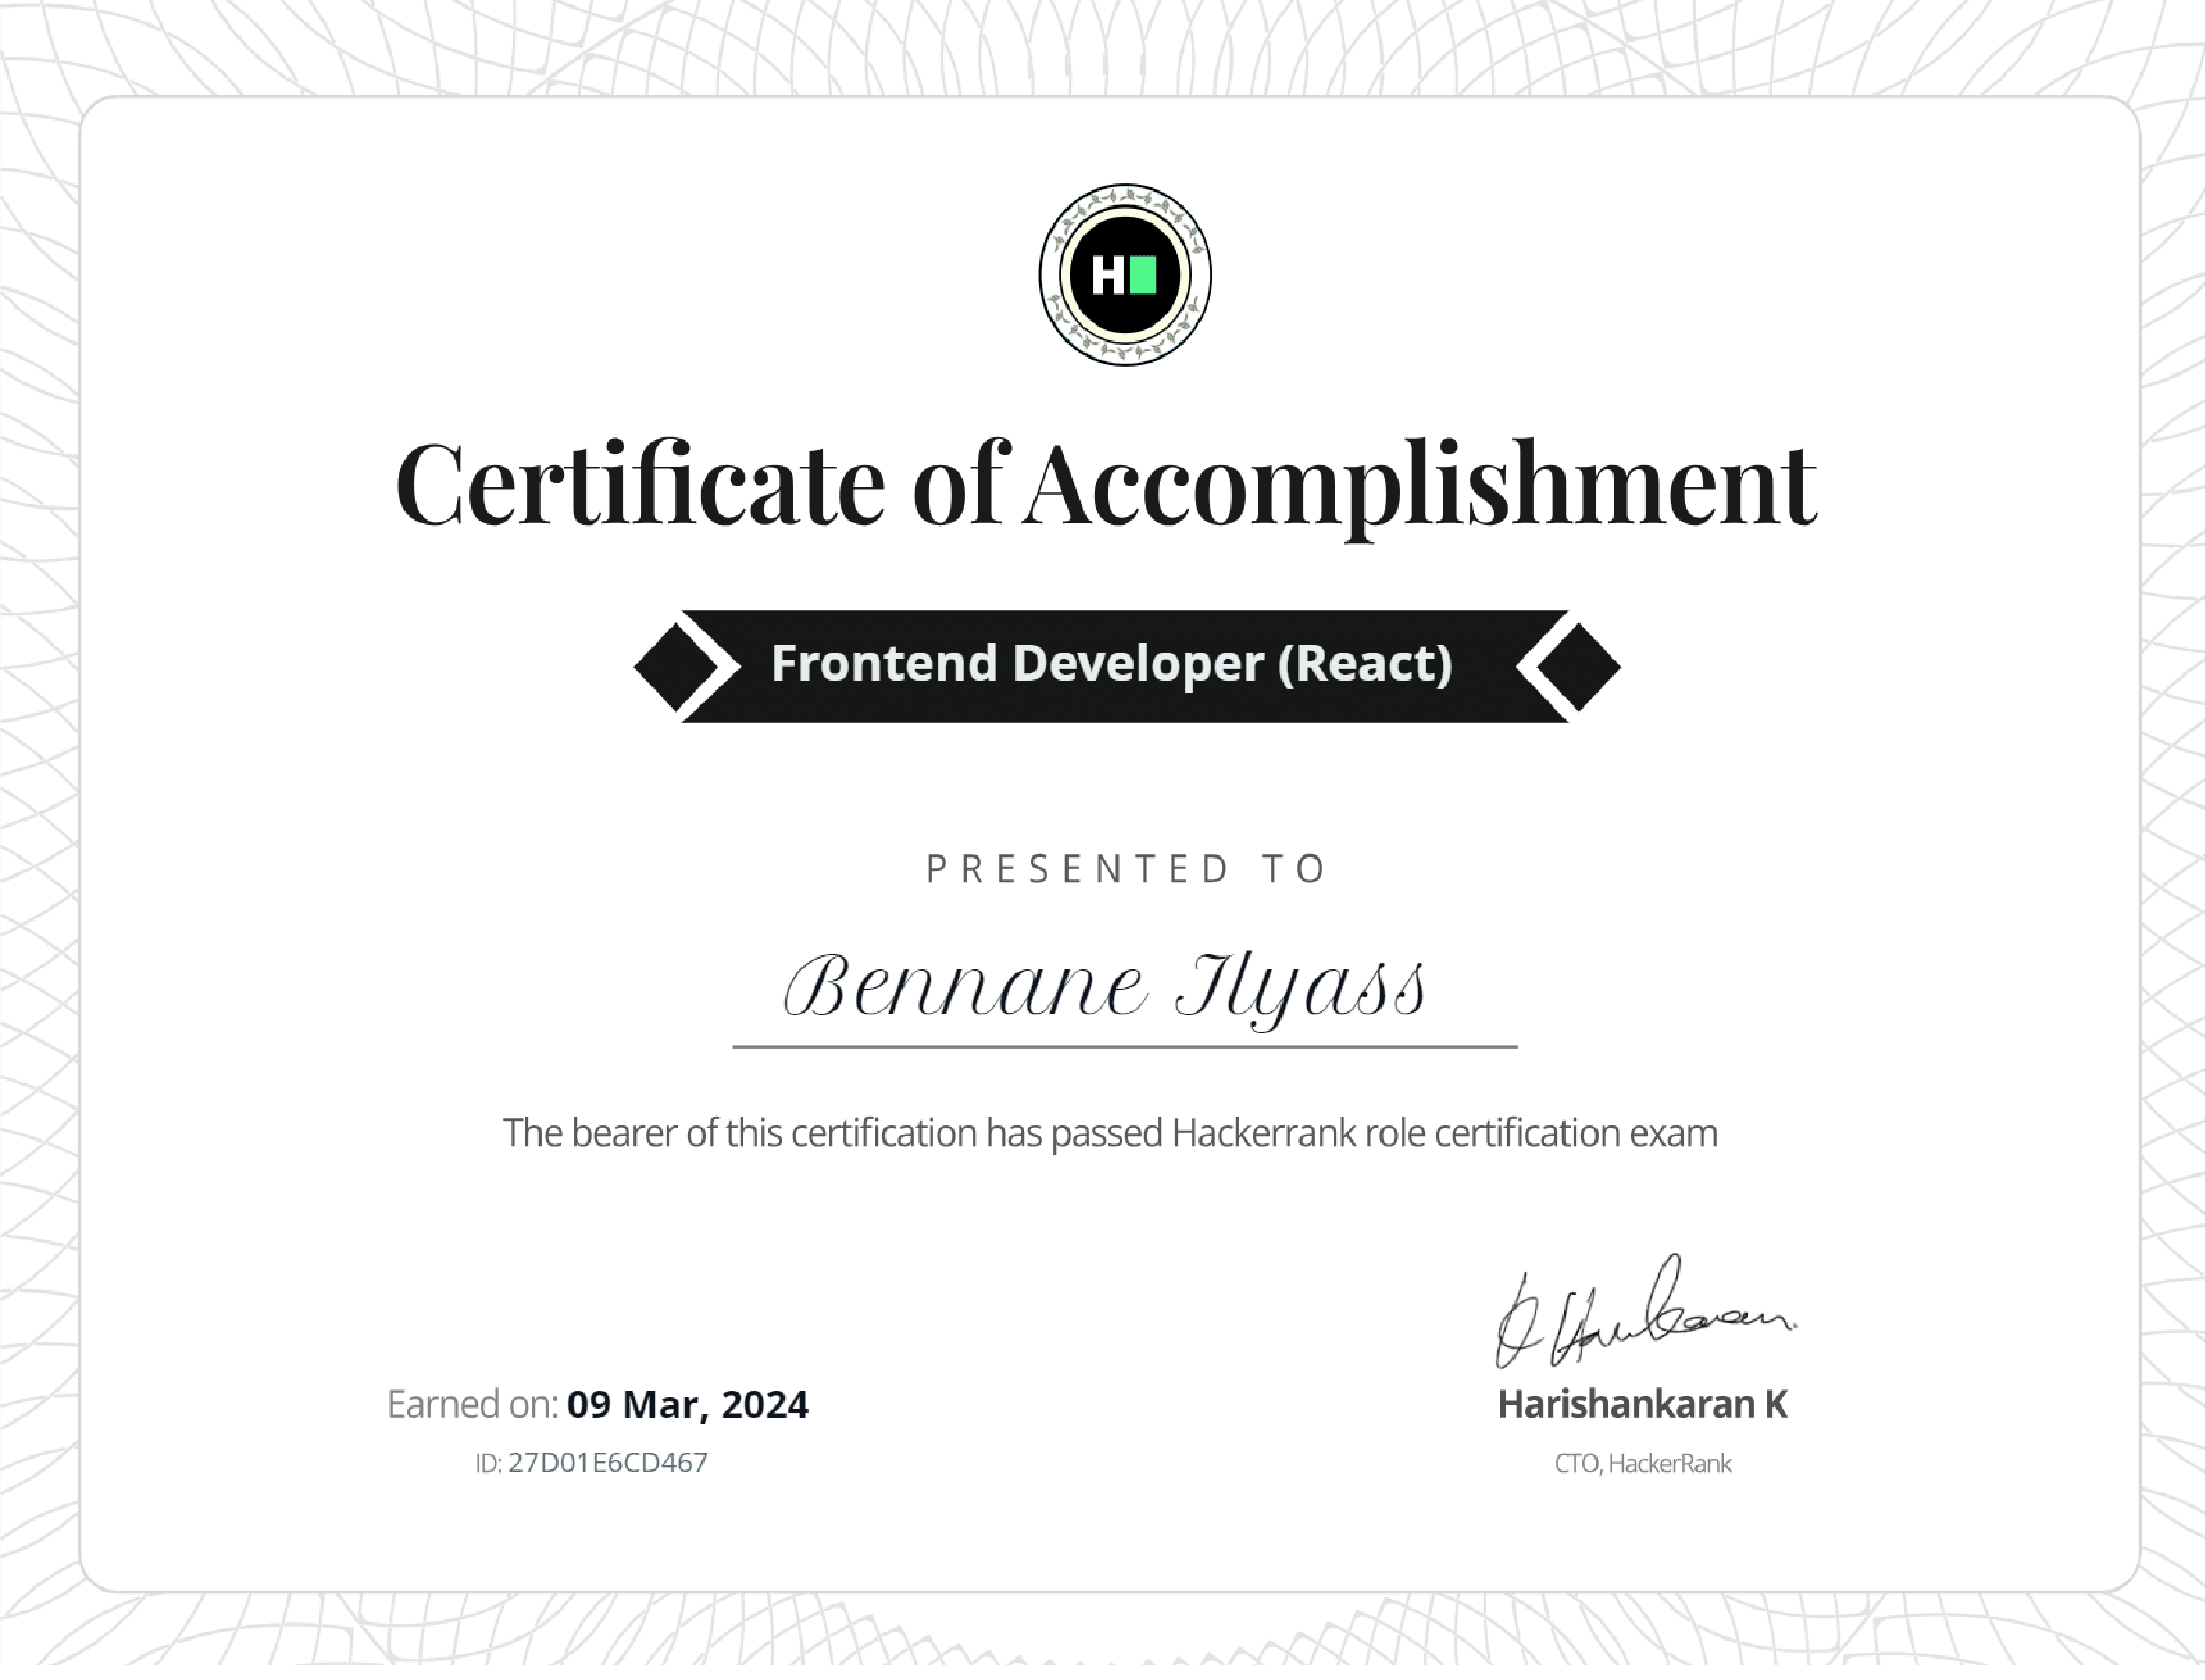 H
Certificate of Accomplishment
Frontend Developer (React)
PRESENTED TO
Bennane Ilyass
The bearer of this certification has passed Hackerrank role certification exam
Earned on: 09 Mar, 2024
ID: 27D01E6CD467
Harishankaran K
CTO, HackerRank